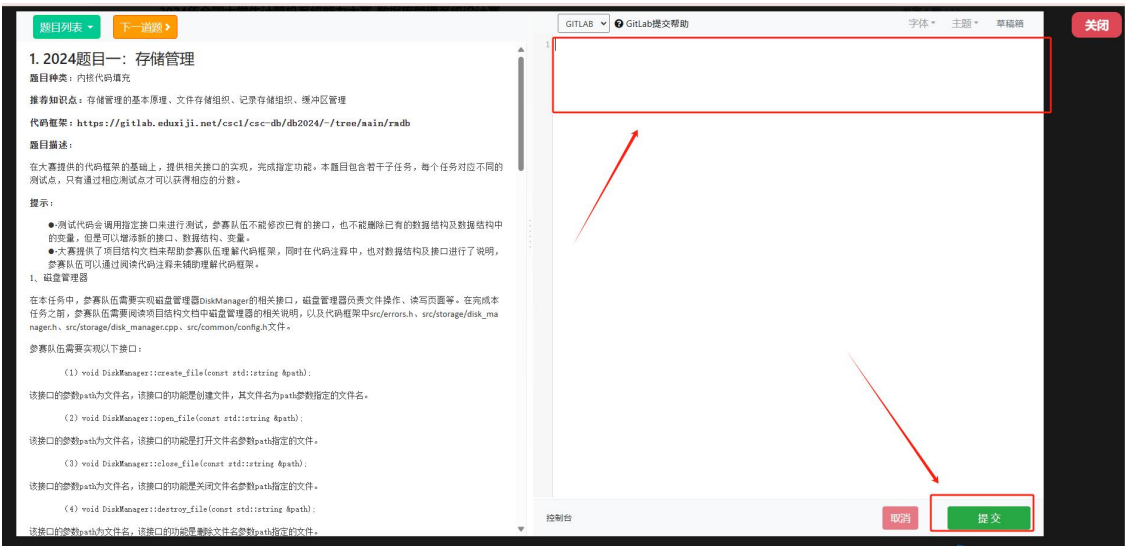 题目列表
下一道题
GITLAB
GitLab提交帮助
字体
主题
草稿箱
关闭
1
1. 2024题目一：存储管理
题目种类：内核代码填充
推荐知识点：存储管理的基本原理、文件存储组织、记录存储组织、缓冲区管理
代码框架：https://gitlab.eduxiji.net/csc1/csc-db/db2024/-/tree/main/rmdb
题目描述：
在大赛提供的代码框架的基础上，提供相关接口的实现，完成指定功能。本题目包含若干子任务，每个任务对应不同的
测试点，只有通过相应测试点才可以获得相应的分数。
提示：
●·测试代码会调用指定接口来进行测试，参赛队伍不能修改已有的接口，也不能删除已有的数据结构及数据结构中
的变量，但是可以增添新的接口、数据结构、变量。
●·大赛提供了项目结构文档来帮助参赛队伍理解代码框架，同时在代码注释中，也对数据结构及接口进行了说明，
参赛队伍可以通过阅读代码注释来辅助理解代码框架。
1、磁盘管理器
在本任务中，参赛队伍需要实现磁盘管理器DiskManager的相关接口，磁盘管理器负责文件操作、读写页面等。在完成本
任务之前，参赛队伍需要阅读项目结构文档中磁盘管理器的相关说明，以及代码框架中src/errors.h、src/storage/disk_ma
nager.h、src/storage/disk_manager.cpp、src/common/config.h文件。
参赛队伍需要实现以下接口：
（1）void DiskManager::create_file(const std::string &path);
该接口的参数path为文件名，该接口的功能是创建文件，其文件名为path参数指定的文件名。
（2）void DiskManager::open_file(const std::string &path);
该接口的参数path为文件名，该接口的功能是打开文件名参数path指定的文件。
（3）void DiskManager::close_file(const std::string &path);
该接口的参数path为文件名，该接口的功能是关闭文件名参数path指定的文件。
（4）void DiskManager::destroy_file(const std::string &path);
该接口的参数path为文件名，该接口的功能是删除文件名参数path指定的文件。
控制台
取消
提交